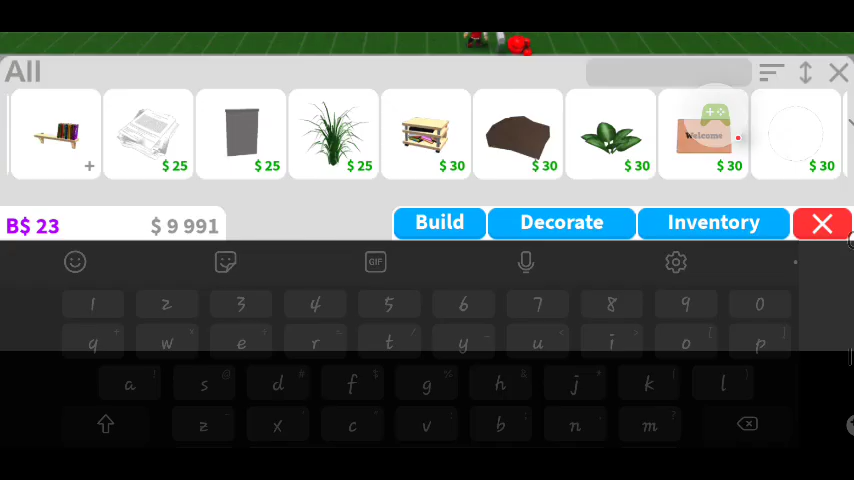 All
$ 25
$ 25
$ 25
$ 30
$ 30
$ 30
Welcome
$ 30
$ 30
B$ 23
$ 9 991
Build
Decorate
Inventory
GIF
1 2 3 4 5 6 7 8 9 0
q w e r t y u i o p
a s d f g h j k l
z x c v b n m